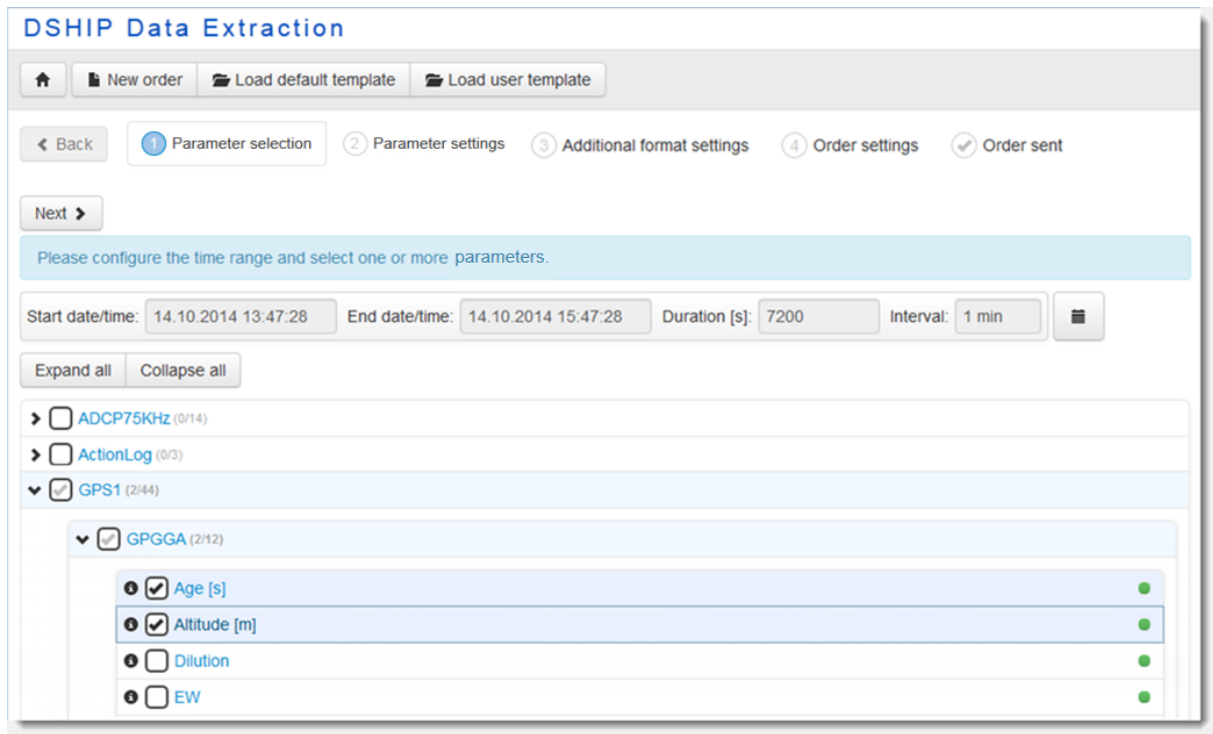 DSHIP Data Extraction
New order Load default template Load user template
Back 1 Parameter selection 2 Parameter settings 3 Additional format settings 4 Order settings Order sent
Next
Please configure the time range and select one or more parameters.
Start date/time: 14.10.2014 13:47:28 End date/time: 14.10.2014 15:47:28 Duration [s]: 7200 Interval: 1 min
Expand all Collapse all
ADCP75KHz (0/14)
ActionLog (0/3)
GPS1 (2/44)
GPGGA (2/12)
Age [s]
Altitude [m]
Dilution
EW